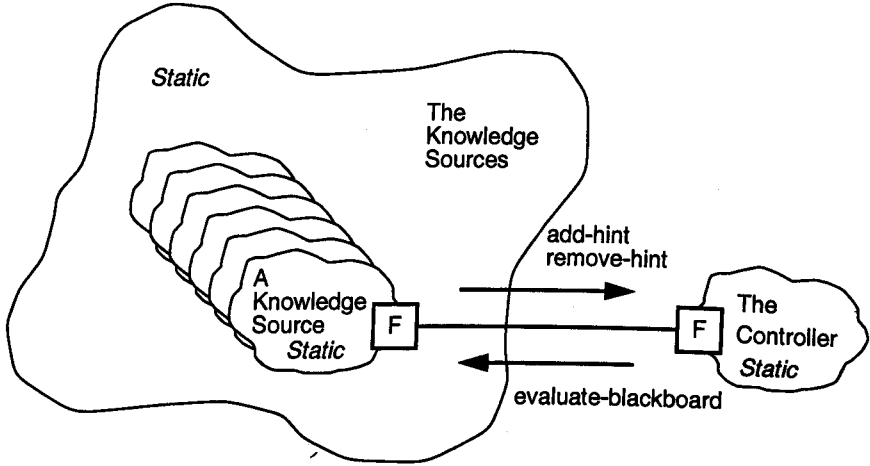 Static
The
Knowledge
Sources
add-hint
remove-hint
A
Knowledge
Source
Static
F
F
The
Controller
Static
evaluate-blackboard